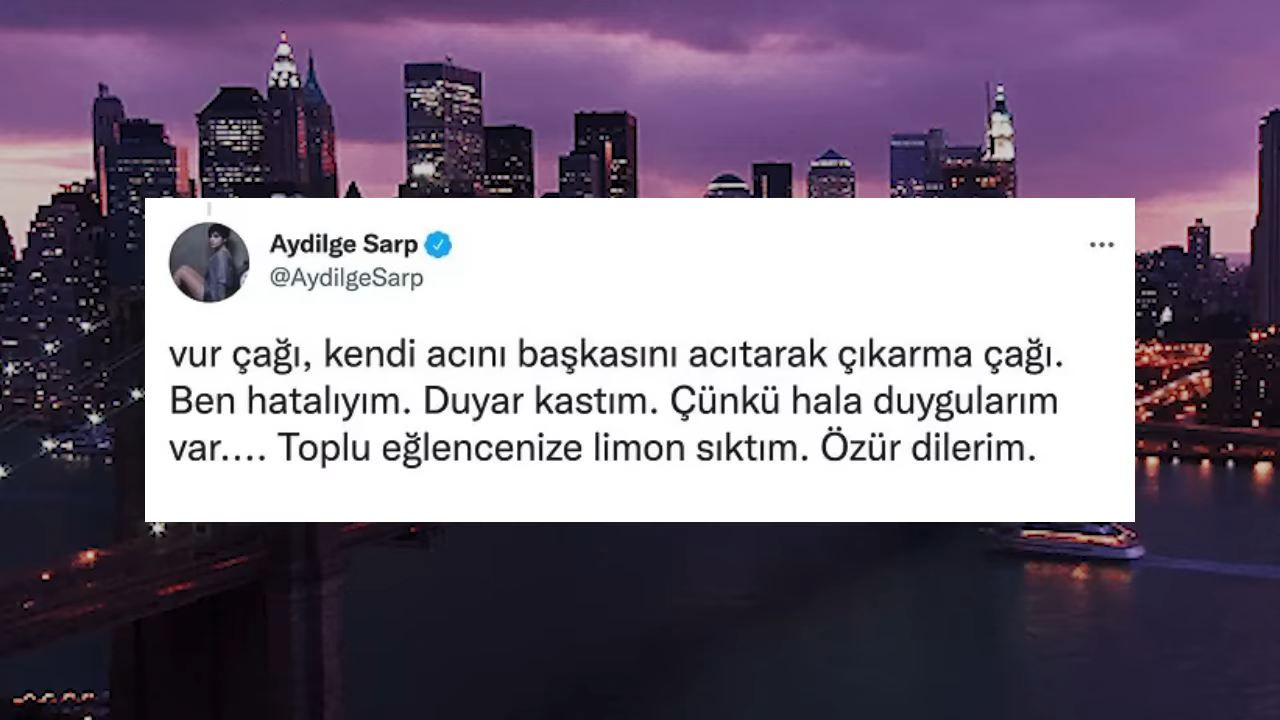 Aydilge Sarp
@AydilgeSarp
vur çağı, kendi acını başkasını acıtarak çıkarma çağı.
Ben hatalıyım. Duyar kastım. Çünkü hala duygularım
var.... Toplu eğlencenize limon sıktım. Özür dilerim.